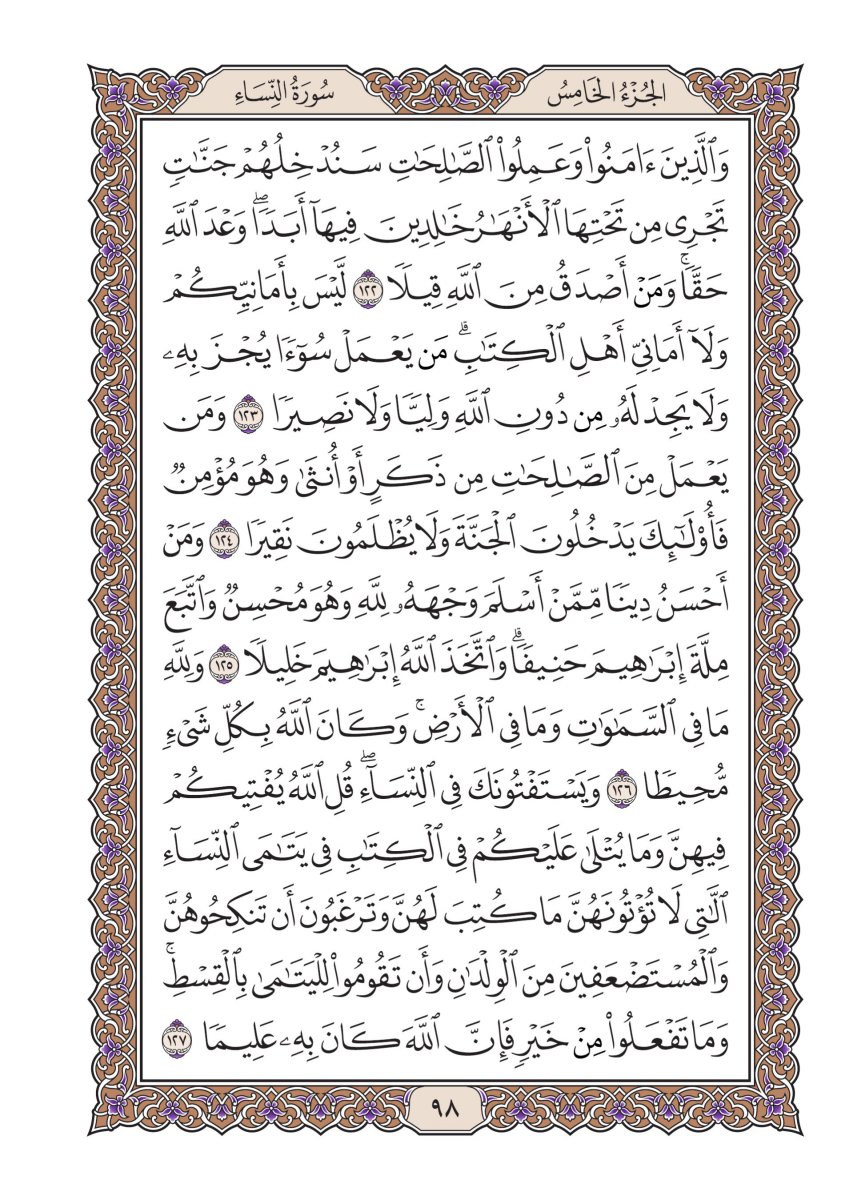 الجُزْءُ الخَامِسُ
سُورَةُ النِّسَاءِ
وَٱلَّذِينَ ءَامَنُوا۟ وَعَمِلُوا۟ ٱلصَّـٰلِحَـٰتِ سَنُدْخِلُهُمْ جَنَّـٰتٍ
تَجْرِى مِن تَحْتِهَا ٱلْأَنْهَـٰرُ خَـٰلِدِينَ فِيهَآ أَبَدًا ۖ وَعْدَ ٱللَّهِ
حَقًّا ۚ وَمَنْ أَصْدَقُ مِنَ ٱللَّهِ قِيلًا ١٢٢ لَّيْسَ بِأَمَانِيِّكُمْ
وَلَآ أَمَانِىِّ أَهْلِ ٱلْكِتَـٰبِ ۗ مَن يَعْمَلْ سُوٓءًا يُجْزَ بِهِۦ
وَلَا يَجِدْ لَهُۥ مِن دُونِ ٱللَّهِ وَلِيًّا وَلَا نَصِيرًا ١٢٣ وَمَن
يَعْمَلْ مِنَ ٱلصَّـٰلِحَـٰتِ مِن ذَكَرٍ أَوْ أُنثَىٰ وَهُوَ مُؤْمِنٌ
فَأُو۟لَـٰٓئِكَ يَدْخُلُونَ ٱلْجَنَّةَ وَلَا يُظْلَمُونَ نَقِيرًا ١٢٤ وَمَنْ
أَحْسَنُ دِينًا مِّمَّنْ أَسْلَمَ وَجْهَهُۥ لِلَّهِ وَهُوَ مُحْسِنٌ وَٱتَّبَعَ
مِلَّةَ إِبْرَٰهِيمَ حَنِيفًا ۗ وَٱتَّخَذَ ٱللَّهُ إِبْرَٰهِيمَ خَلِيلًا ١٢٥ وَلِلَّهِ
مَا فِى ٱلسَّمَـٰوَٰتِ وَمَا فِى ٱلْأَرْضِ ۚ وَكَانَ ٱللَّهُ بِكُلِّ شَىْءٍ
مُّحِيطًا ١٢٦ وَيَسْتَفْتُونَكَ فِى ٱلنِّسَآءِ ۖ قُلِ ٱللَّهُ يُفْتِيكُمْ
فِيهِنَّ وَمَا يُتْلَىٰ عَلَيْكُمْ فِى ٱلْكِتَـٰبِ فِى يَتَـٰمَى ٱلنِّسَآءِ
ٱلَّـٰتِى لَا تُؤْتُونَهُنَّ مَا كُتِبَ لَهُنَّ وَتَرْغَبُونَ أَن تَنكِحُوهُنَّ
وَٱلْمُسْتَضْعَفِينَ مِنَ ٱلْوِلْدَٰنِ وَأَن تَقُومُوا۟ لِلْيَتَـٰمَىٰ بِٱلْقِسْطِ ۚ
وَمَا تَفْعَلُوا۟ مِنْ خَيْرٍ فَإِنَّ ٱللَّهَ كَانَ بِهِۦ عَلِيمًا ١٢٧
٩٨